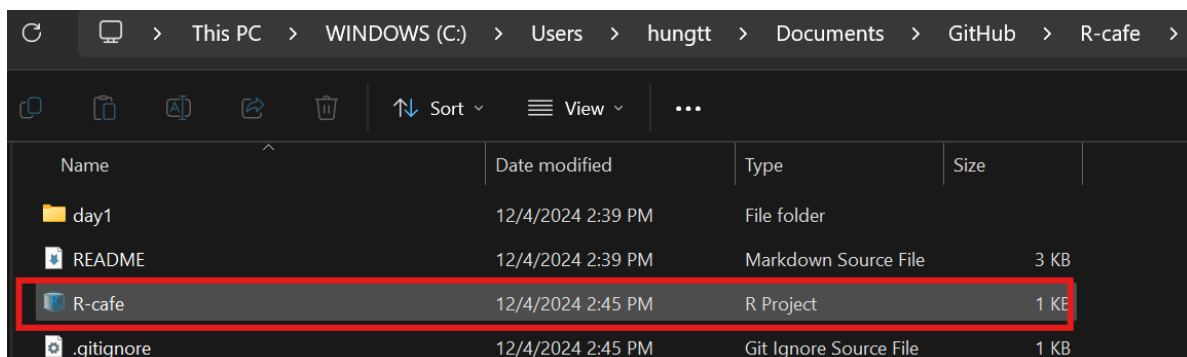 This PC > WINDOWS (C:) > Users > hungtt > Documents > GitHub > R-cafe >
Sort View •••
Name Date modified Type Size
day1 12/4/2024 2:39 PM File folder
README 12/4/2024 2:39 PM Markdown Source File 3 KB
R-cafe 12/4/2024 2:45 PM R Project 1 KB
.gitignore 12/4/2024 2:45 PM Git Ignore Source File 1 KB